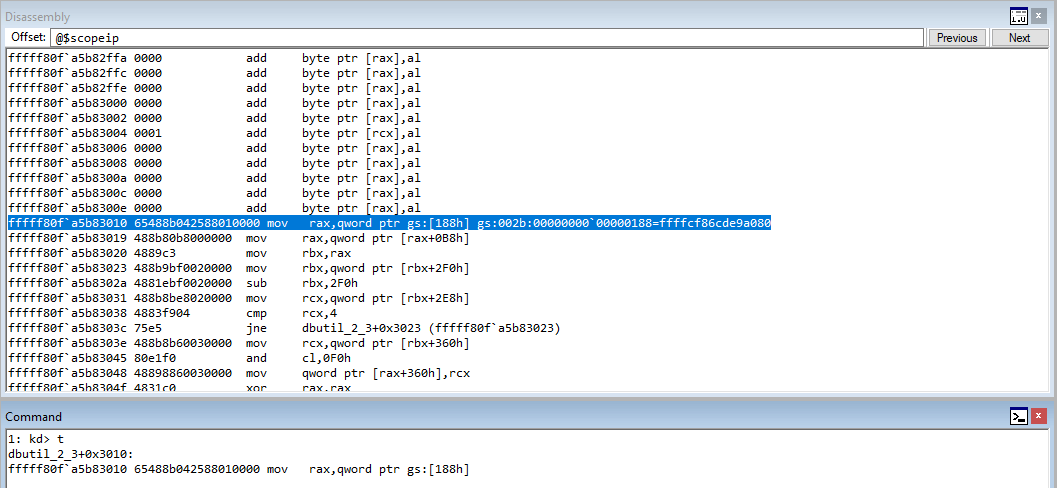 Disassembly
Offset: @$scopeip Previous Next
fffff80f`a5b82ffa 0000 add byte ptr [rax],al
fffff80f`a5b82ffc 0000 add byte ptr [rax],al
fffff80f`a5b82ffe 0000 add byte ptr [rax],al
fffff80f`a5b83000 0000 add byte ptr [rax],al
fffff80f`a5b83002 0000 add byte ptr [rax],al
fffff80f`a5b83004 0001 add byte ptr [rcx],al
fffff80f`a5b83006 0000 add byte ptr [rax],al
fffff80f`a5b83008 0000 add byte ptr [rax],al
fffff80f`a5b8300a 0000 add byte ptr [rax],al
fffff80f`a5b8300c 0000 add byte ptr [rax],al
fffff80f`a5b8300e 0000 add byte ptr [rax],al
fffff80f`a5b83010 65488b042588010000 mov rax,qword ptr gs:[188h] gs:002b:00000000`00000188=ffffcf86cde9a080
fffff80f`a5b83019 488b80b8000000 mov rax,qword ptr [rax+0B8h]
fffff80f`a5b83020 4889c3 mov rbx,rax
fffff80f`a5b83023 488b9bf0020000 mov rbx,qword ptr [rbx+2F0h]
fffff80f`a5b8302a 4881ebf0020000 sub rbx,2F0h
fffff80f`a5b83031 488b8be8020000 mov rcx,qword ptr [rbx+2E8h]
fffff80f`a5b83038 4883f904 cmp rcx,4
fffff80f`a5b8303c 75e5 jne dbutil_2_3+0x3023 (fffff80f`a5b83023)
fffff80f`a5b8303e 488b8b60030000 mov rcx,qword ptr [rbx+360h]
fffff80f`a5b83045 80e1f0 and cl,0F0h
fffff80f`a5b83048 48898860030000 mov qword ptr [rax+360h],rcx
fffff80f`a5b8304f 4831c0 xor rax,rax
Command
1: kd> t
dbutil_2_3+0x3010:
fffff80f`a5b83010 65488b042588010000 mov rax,qword ptr gs:[188h]